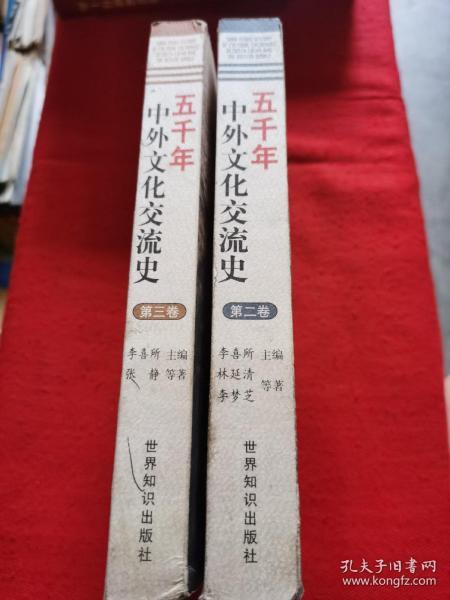 五千年
中外文化交流史
第三卷
李喜所 主编
张静 等著
世界知识出版社
五千年
中外文化交流史
第二卷
李喜所 主编
林延清
李梦芝 等著
世界知识出版社
孔夫子旧书网
www.kongfz.com